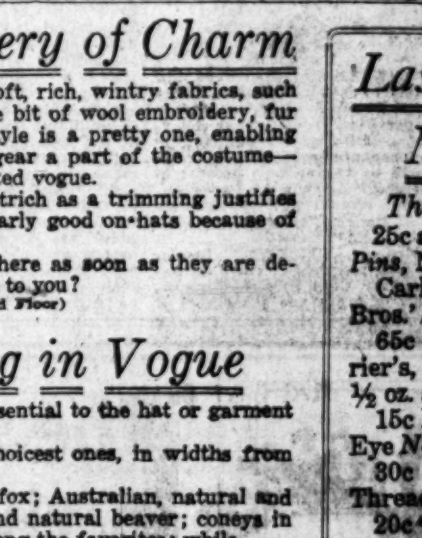 ery of Charm
oft, rich, wintry fabrics, such
e bit of wool embroidery, fur
yle is a pretty one, enabling
gear a part of the costume—
ed vogue.
trich as a trimming justifies
arly good on hats because of
here as soon as they are de-
to you?
d Floor)
g in Vogue
sential to the hat or garment
hoicest ones, in widths from
fox; Australian, natural and
nd natural beaver; coneys in
Las
Th
25c
Pins,
Carl
Bros.'
65c
rier's,
½ oz.
15c
Eye N
30c
Threa
20c